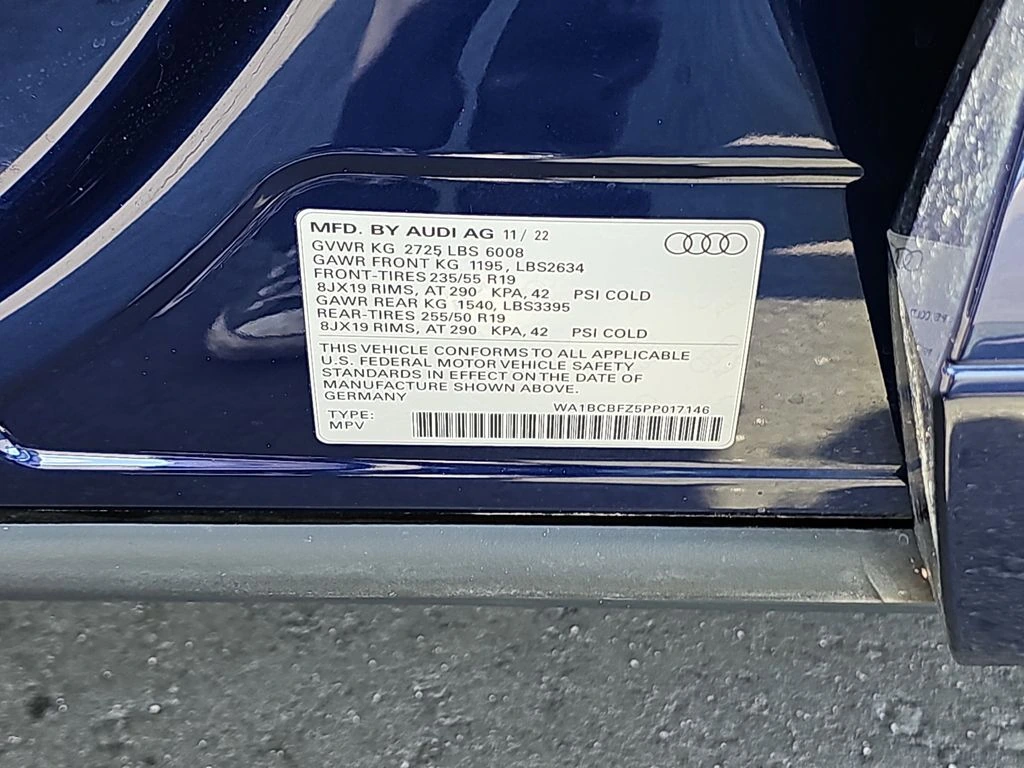 MFD. BY AUDI AG 11/ 22
GVWR KG 2725 LBS 6008
GAWR FRONT KG 1195, LBS2634
FRONT-TIRES 235/55 R19
8JX19 RIMS, AT 290 KPA, 42 PSI COLD
GAWR REAR KG 1540, LBS3395
REAR-TIRES 255/50 R19
8JX19 RIMS, AT 290 KPA, 42 PSI COLD
THIS VEHICLE CONFORMS TO ALL APPLICABLE
U.S. FEDERAL MOTOR VEHICLE SAFETY
STANDARDS IN EFFECT ON THE DATE OF
MANUFACTURE SHOWN ABOVE.
GERMANY
WA1BCBFZ5PP017146
TYPE:
MPV